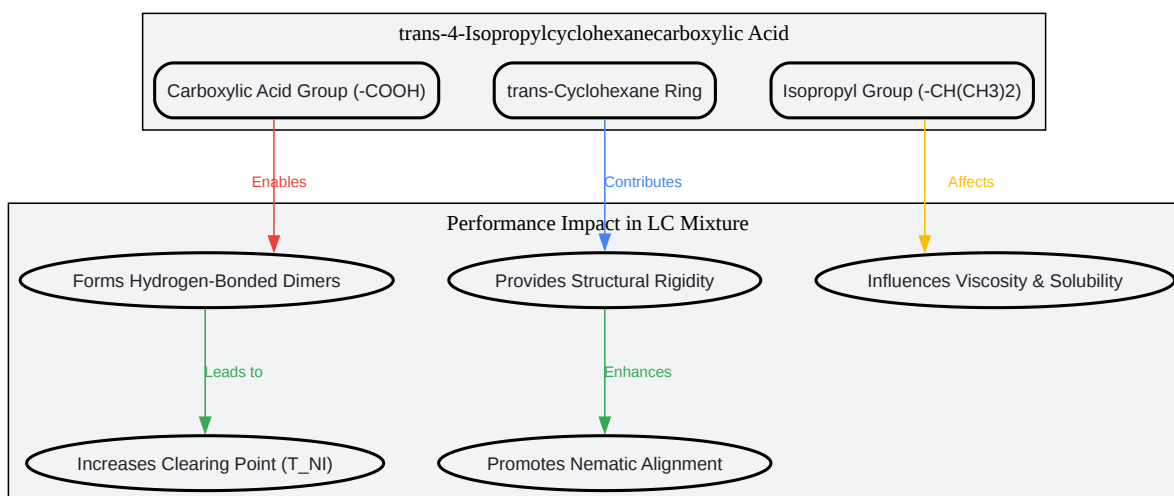 trans-4-Isopropylcyclohexanecarboxylic Acid
Carboxylic Acid Group (-COOH)
trans-Cyclohexane Ring
Isopropyl Group (-CH(CH3)2)
Enables
Contributes
Affects
Performance Impact in LC Mixture
Forms Hydrogen-Bonded Dimers
Provides Structural Rigidity
Influences Viscosity & Solubility
Leads to
Enhances
Increases Clearing Point (T_NI)
Promotes Nematic Alignment